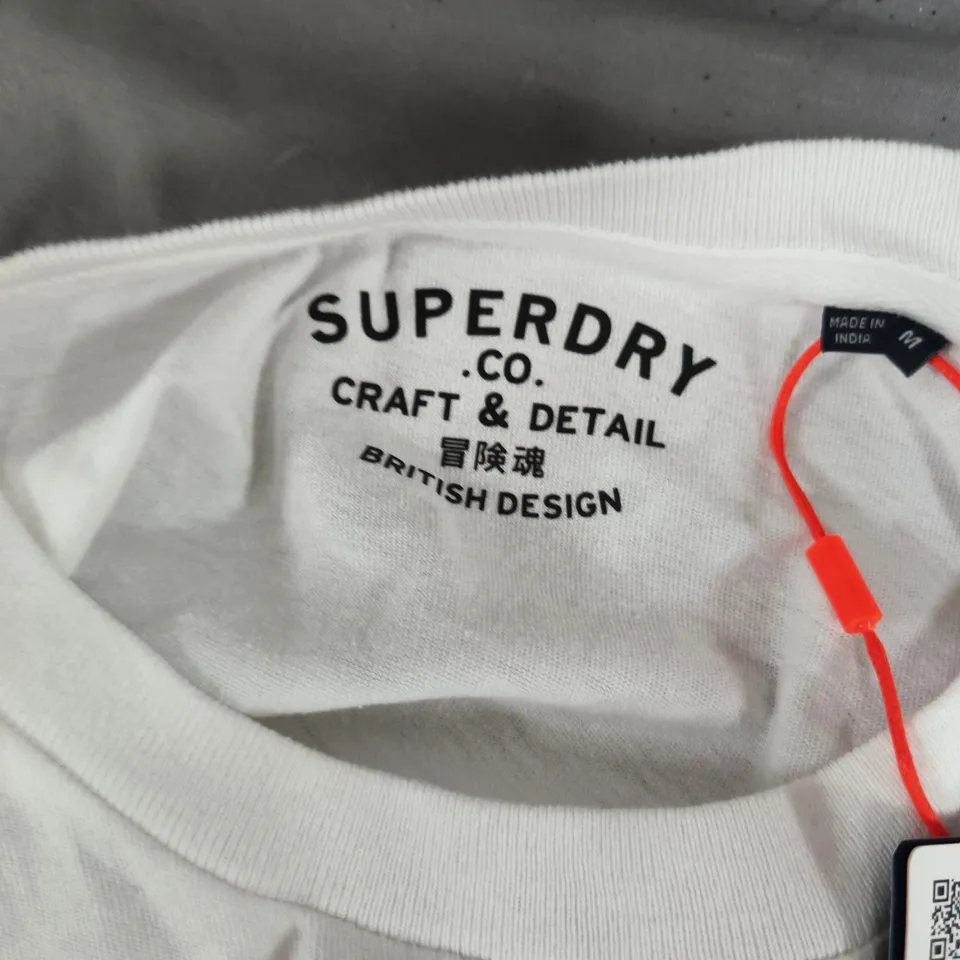 SUPERDRY
.CO.
CRAFT & DETAIL
冒険魂
BRITISH DESIGN
MADE IN
INDIA
M